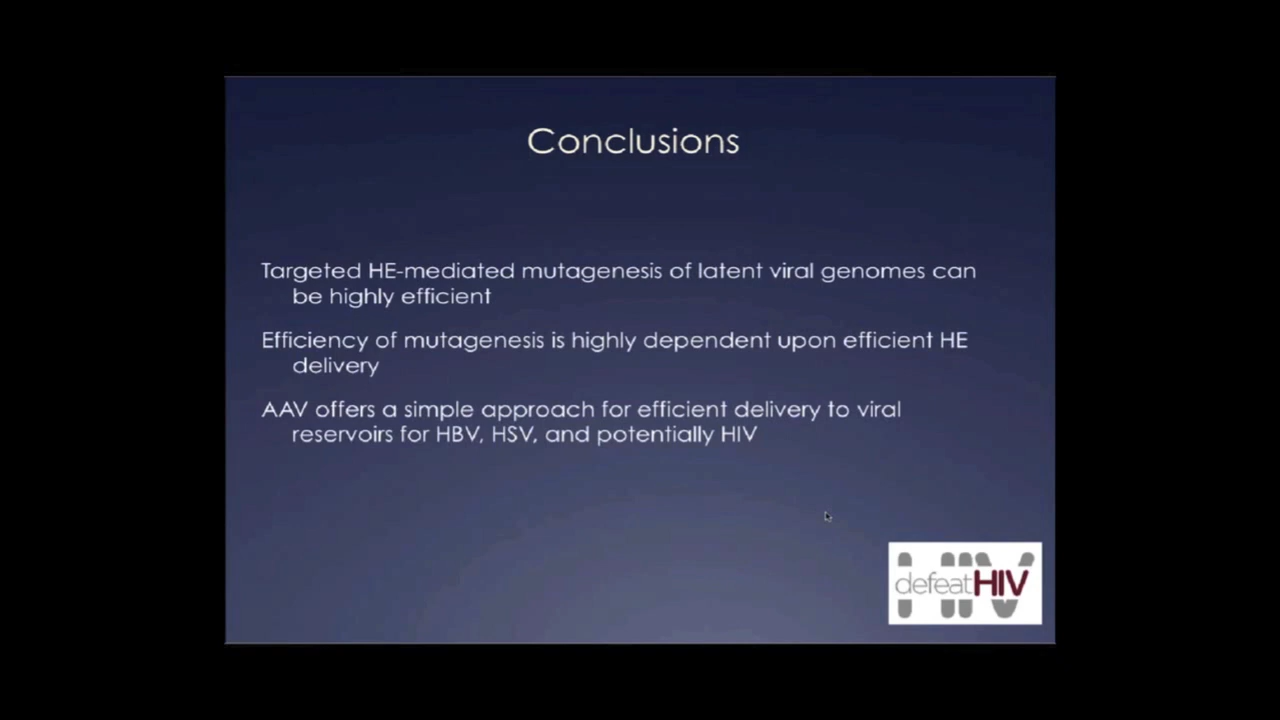 Conclusions
Targeted HE-mediated mutagenesis of latent viral genomes can
be highly efficient
Efficiency of mutagenesis is highly dependent upon efficient HE
delivery
AAV offers a simple approach for efficient delivery to viral
reservoirs for HBV, HSV, and potentially HIV
HIV
defeatHIV